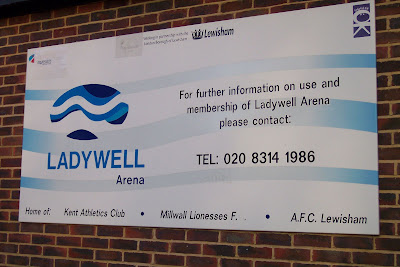 Lewisham
For further information on use and
membership of Ladywell Arena
please contact:
LADYWELL
Arena
TEL: 020 8314 1986
Home of: Kent Athletics Club • Millwall Lionesses F. • A.F.C. Lewisham